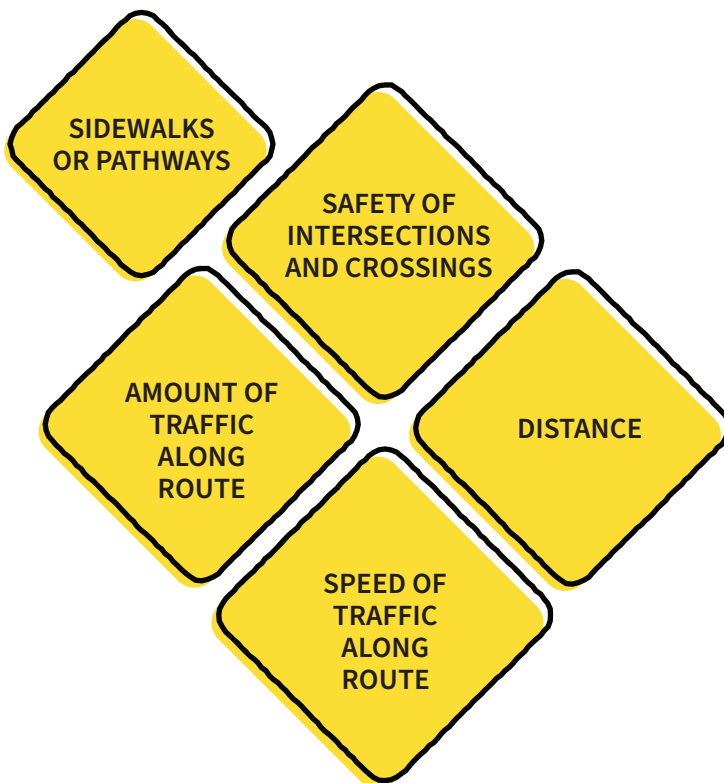 SIDEWALKS
OR PATHWAYS
SAFETY OF
INTERSECTIONS
AND CROSSINGS
AMOUNT OF
TRAFFIC
ALONG
ROUTE
DISTANCE
SPEED OF
TRAFFIC
ALONG
ROUTE